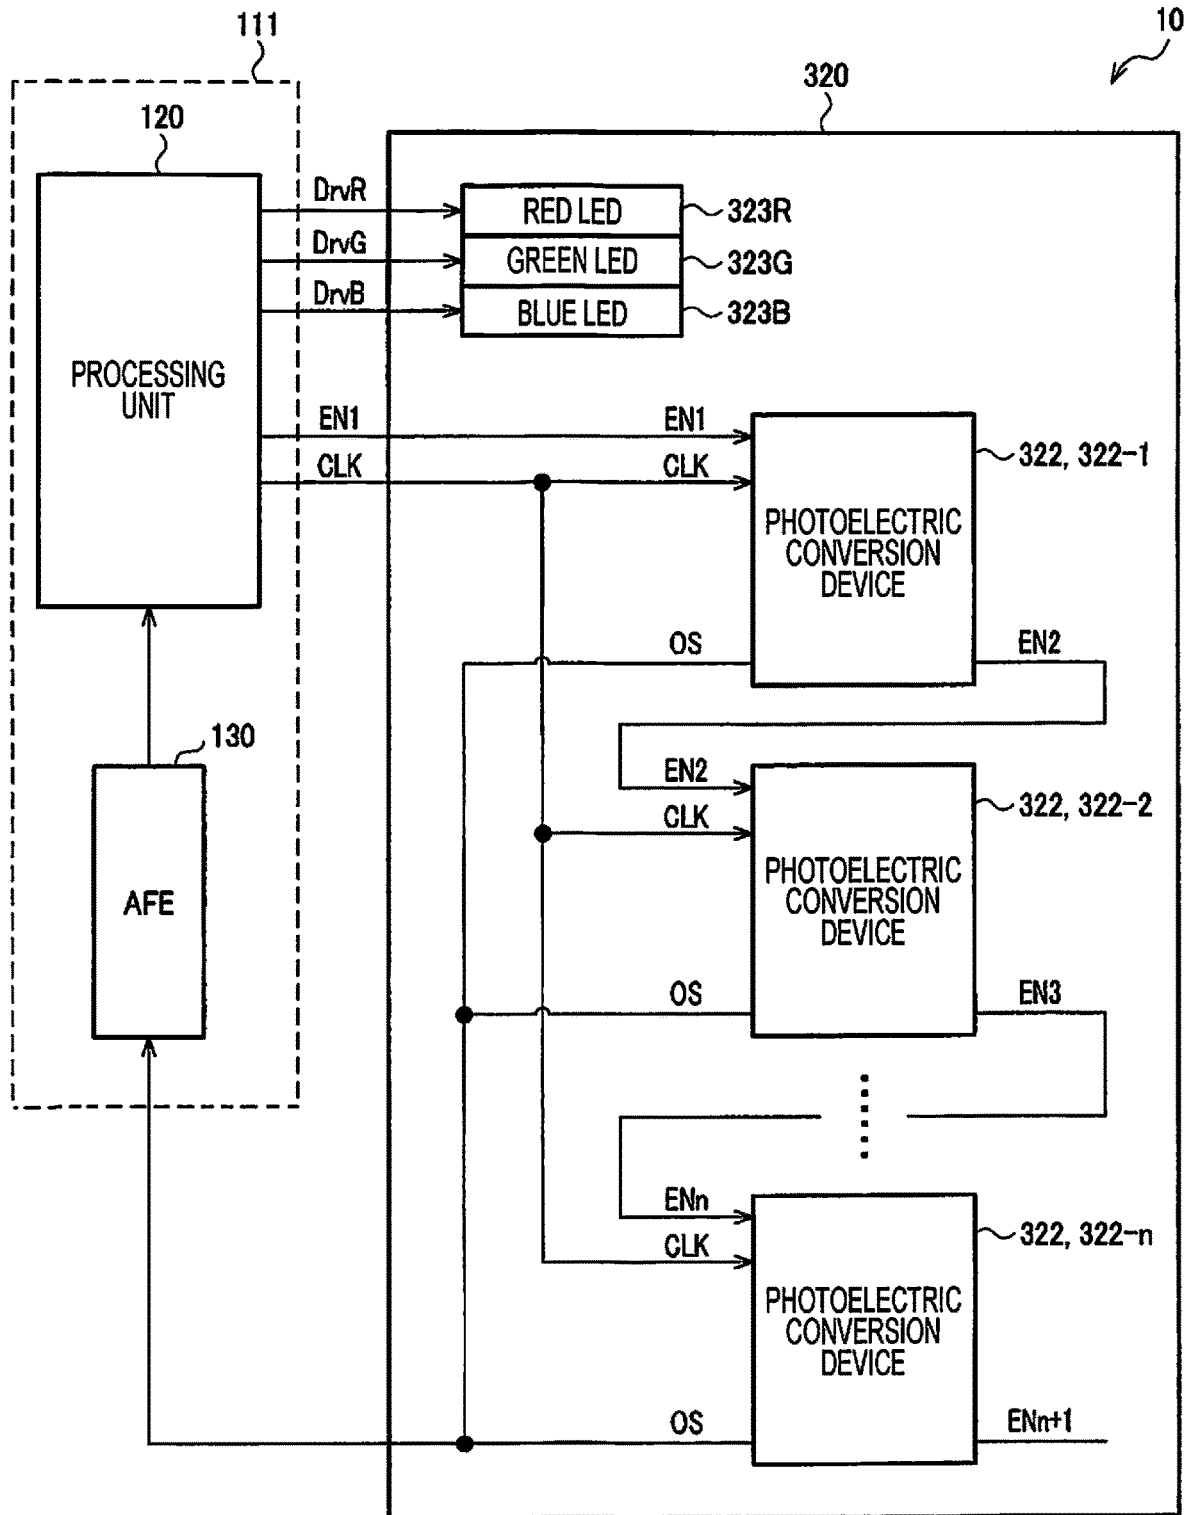 111
10
320
120
DrvR
RED LED
323R
DrvG
GREEN LED
323G
DrvB
BLUE LED
323B
PROCESSING
UNIT
EN1
EN1
CLK
CLK
322, 322-1
PHOTOELECTRIC
CONVERSION
DEVICE
OS
EN2
130
EN2
CLK
322, 322-2
PHOTOELECTRIC
CONVERSION
DEVICE
AFE
OS
EN3
ENn
CLK
322, 322-n
PHOTOELECTRIC
CONVERSION
DEVICE
OS
ENn+1